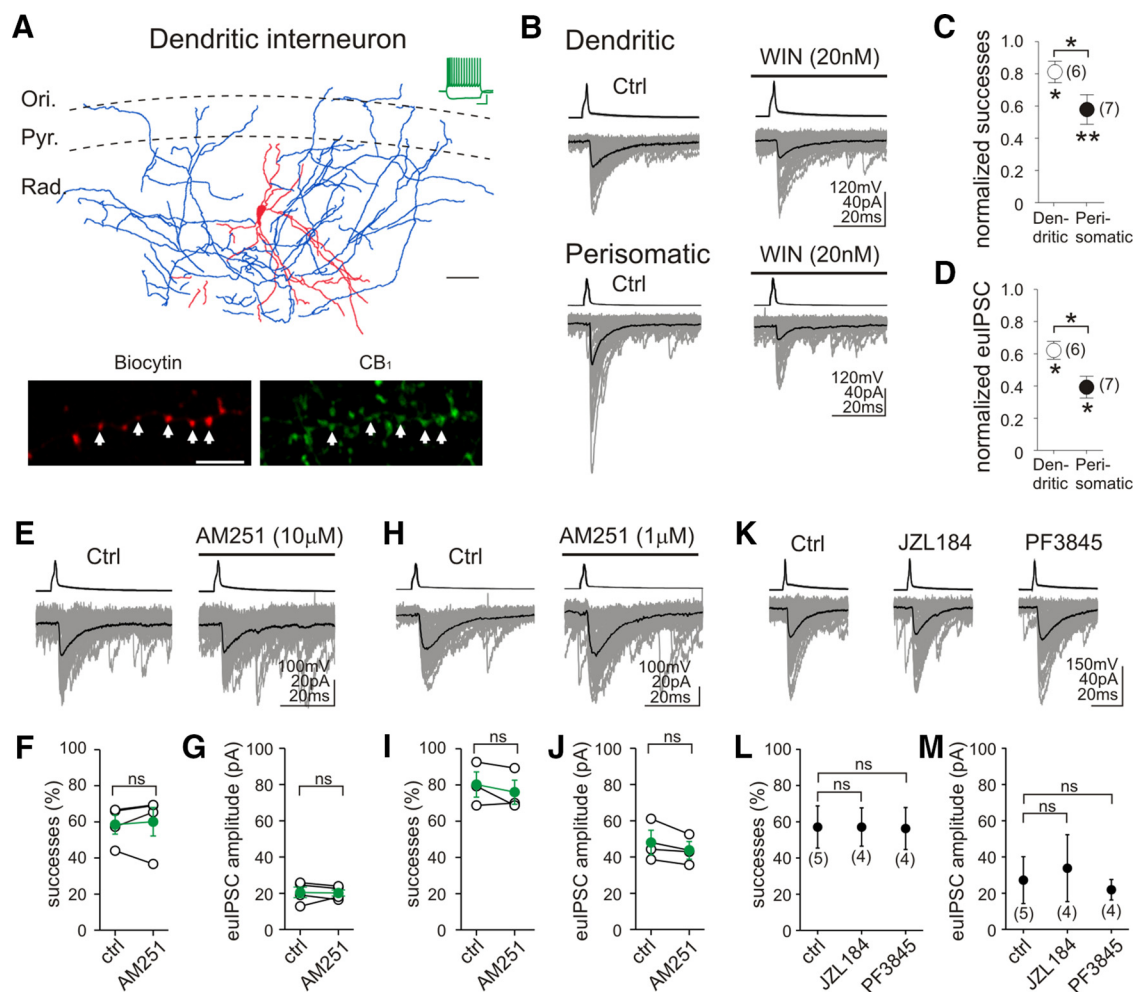 A
Dendritic interneuron
Ori.
Pyr.
Rad.
Biocytin
CB₁
B
Dendritic
Ctrl
WIN (20nM)
120mV
40pA
20ms
Perisomatic
Ctrl
WIN (20nM)
120mV
40pA
20ms
C
normalized successes
1.0
0.8
0.6
0.4
0.2
0
*
(6)
*
(7)
**
Den-
dritic
Peri-
somatic
D
normalized euIPSC
1.0
0.8
0.6
0.4
0.2
0
*
(6)
*
(7)
*
Den-
dritic
Peri-
somatic
E
Ctrl
AM251 (10μM)
100mV
20pA
20ms
H
Ctrl
AM251 (1μM)
100mV
20pA
20ms
K
Ctrl
JZL184
PF3845
150mV
40pA
20ms
F
successes (%)
100
80
60
40
20
0
ns
ctrl
AM251
G
euIPSC amplitude (pA)
100
80
60
40
20
0
ns
ctrl
AM251
I
successes (%)
100
80
60
40
20
0
ns
ctrl
AM251
J
euIPSC amplitude (pA)
100
80
60
40
20
0
ns
ctrl
AM251
L
successes (%)
100
80
60
40
20
0
ns
ns
(5)
(4)
(4)
ctrl
JZL184
PF3845
M
euIPSC amplitude (pA)
100
80
60
40
20
0
ns
ns
(5)
(4)
(4)
ctrl
JZL184
PF3845